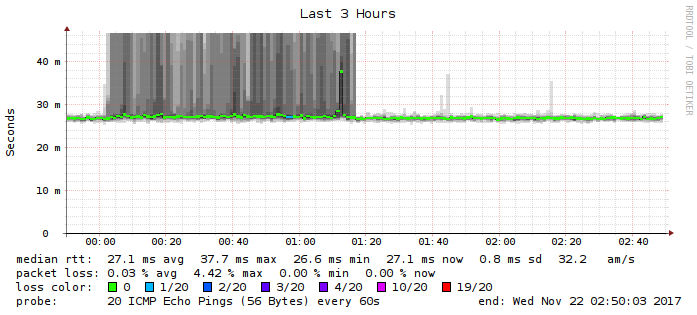 Last 3 Hours
RRDTOOL / TOBI OETIKER
Seconds
40 m
30 m
20 m
10 m
0
00:00 00:20 00:40 01:00 01:20 01:40 02:00 02:20 02:40
median rtt: 27.1 ms avg 37.7 ms max 26.6 ms min 27.1 ms now 0.8 ms sd 32.2 am/s
packet loss: 0.03 % avg 4.42 % max 0.00 % min 0.00 % now
loss color: 0 1/20 2/20 3/20 4/20 10/20 19/20
probe: 20 ICMP Echo Pings (56 Bytes) every 60s end: Wed Nov 22 02:50:03 2017